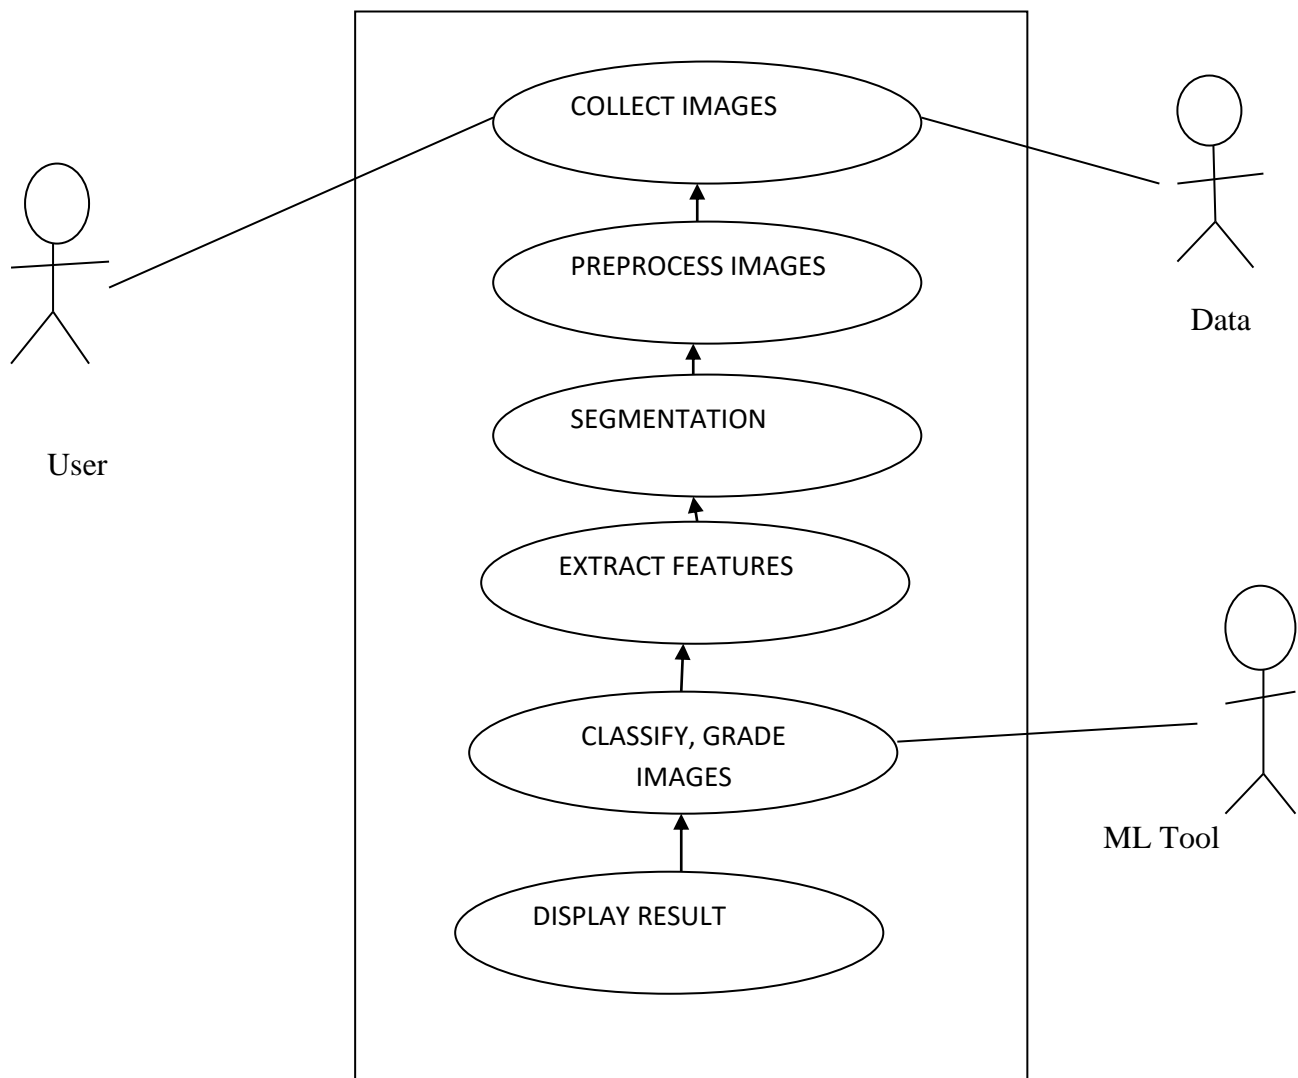 COLLECT IMAGES
PREPROCESS IMAGES
Data
SEGMENTATION
User
EXTRACT FEATURES
CLASSIFY, GRADE
IMAGES
ML Tool
DISPLAY RESULT